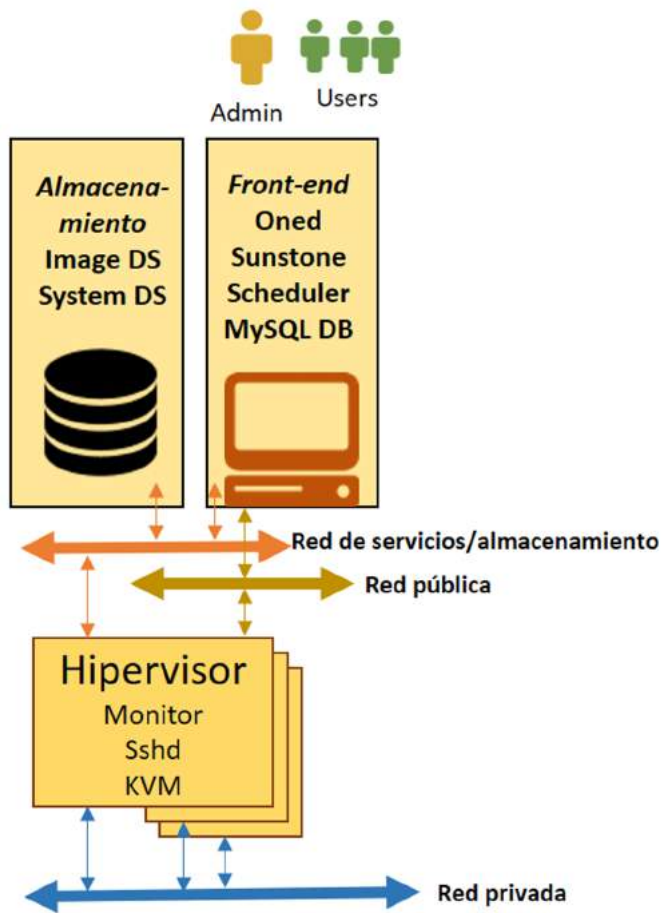 Admin
Users
Almacena-
miento
Image DS
System DS
Front-end
Oned
Sunstone
Scheduler
MySQL DB
Red de servicios/almacenamiento
Red pública
Hipervisor
Monitor
Sshd
KVM
Red privada